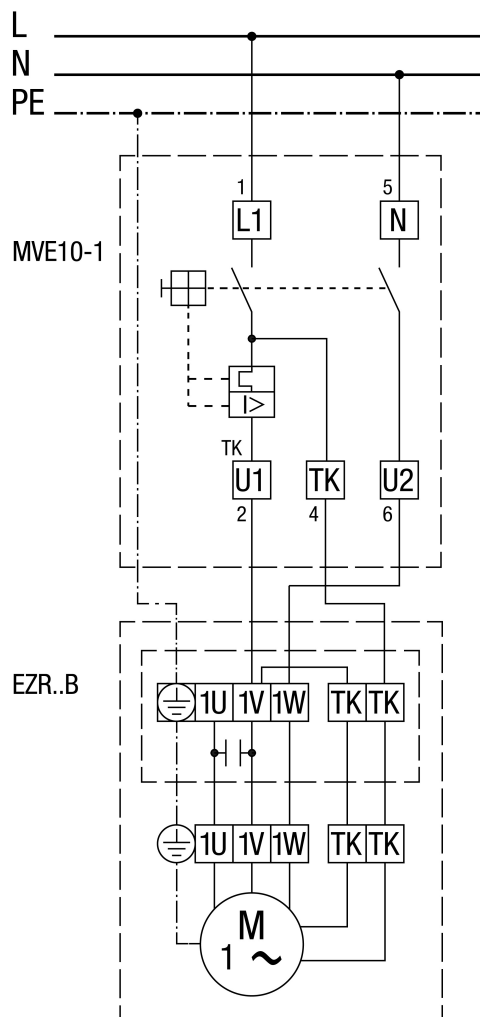 L
N
PE
1 5
L1 N
MVE10-1
I>
TK
U1 TK U2
2 4 6
EZR..B
1U 1V 1W TK TK
1U 1V 1W TK TK
M
1 ~